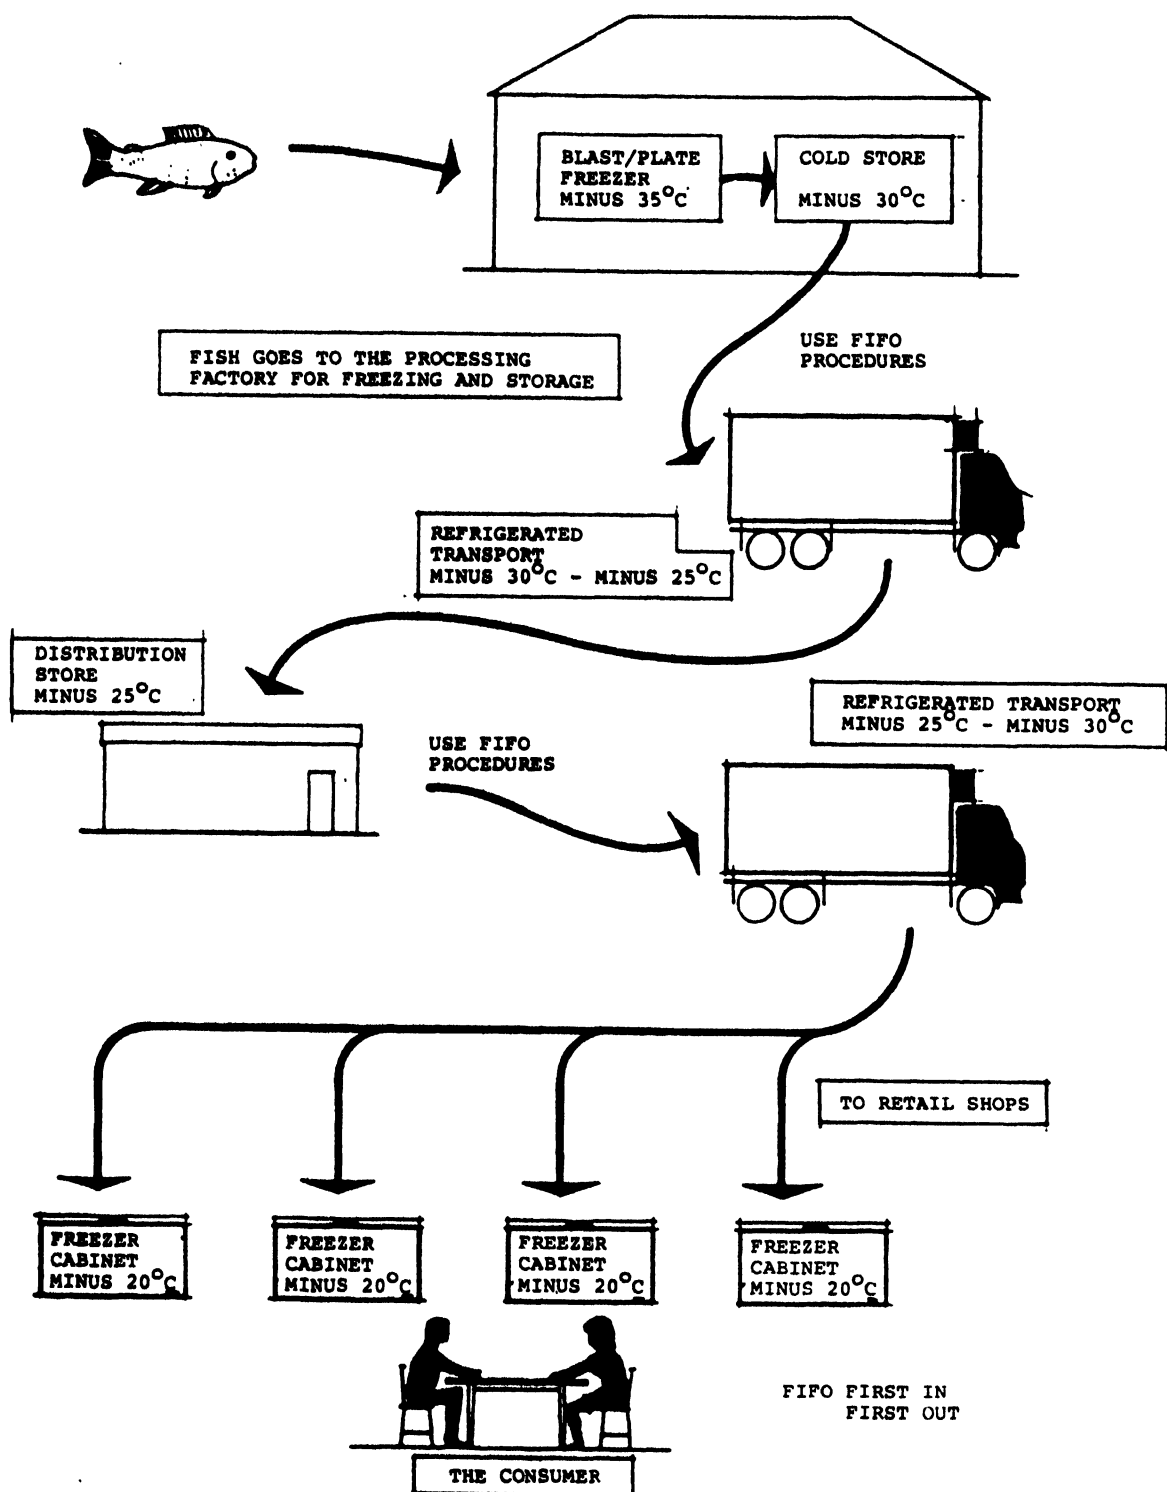 BLAST/PLATE
FREEZER
MINUS 35°C
COLD STORE
MINUS 30°C
FISH GOES TO THE PROCESSING
FACTORY FOR FREEZING AND STORAGE
USE FIFO
PROCEDURES
REFRIGERATED
TRANSPORT
MINUS 30°C - MINUS 25°C
DISTRIBUTION
STORE
MINUS 25°C
REFRIGERATED TRANSPORT
MINUS 25°C - MINUS 30°C
USE FIFO
PROCEDURES
TO RETAIL SHOPS
FREEZER
CABINET
MINUS 20°C
FREEZER
CABINET
MINUS 20°C
FREEZER
CABINET
MINUS 20°C
FREEZER
CABINET
MINUS 20°C
FIFO FIRST IN
FIRST OUT
THE CONSUMER